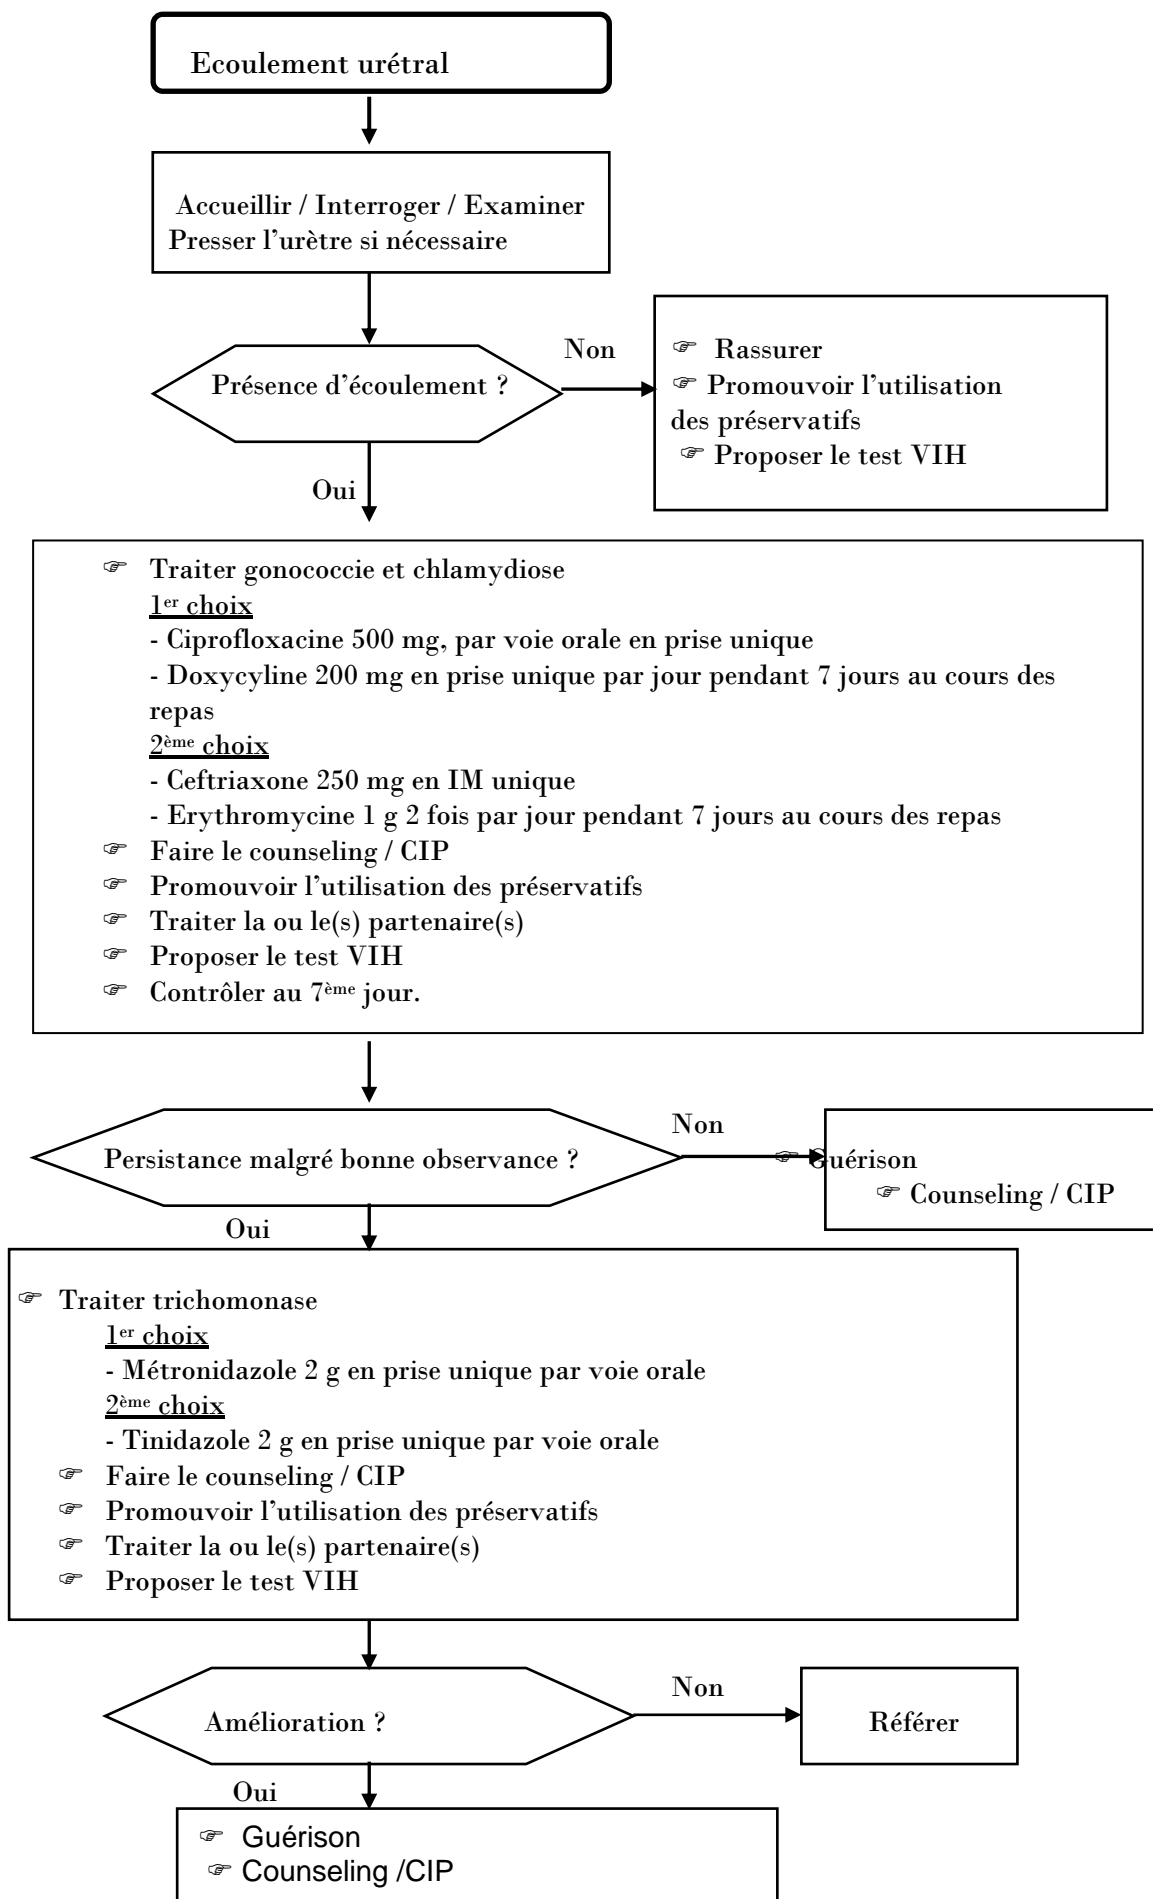 Ecoulement urétral
Accueillir / Interroger / Examiner
Presser l’urètre si nécessaire
Présence d’écoulement ?
Non
☞ Rassurer
☞ Promouvoir l’utilisation
des préservatifs
☞ Proposer le test VIH
Oui
☞ Traiter gonococcie et chlamydiose
1er choix
- Ciprofloxacine 500 mg, par voie orale en prise unique
- Doxycyline 200 mg en prise unique par jour pendant 7 jours au cours des
repas
2ème choix
- Ceftriaxone 250 mg en IM unique
- Erythromycine 1 g 2 fois par jour pendant 7 jours au cours des repas
☞ Faire le counseling / CIP
☞ Promouvoir l’utilisation des préservatifs
☞ Traiter la ou le(s) partenaire(s)
☞ Proposer le test VIH
☞ Contrôler au 7ème jour.
Persistance malgré bonne observance ?
Non
☞ Guérison
☞ Counseling / CIP
Oui
☞ Traiter trichomonase
1er choix
- Métronidazole 2 g en prise unique par voie orale
2ème choix
- Tinidazole 2 g en prise unique par voie orale
☞ Faire le counseling / CIP
☞ Promouvoir l’utilisation des préservatifs
☞ Traiter la ou le(s) partenaire(s)
☞ Proposer le test VIH
Amélioration ?
Non
Référer
Oui
☞ Guérison
☞ Counseling /CIP